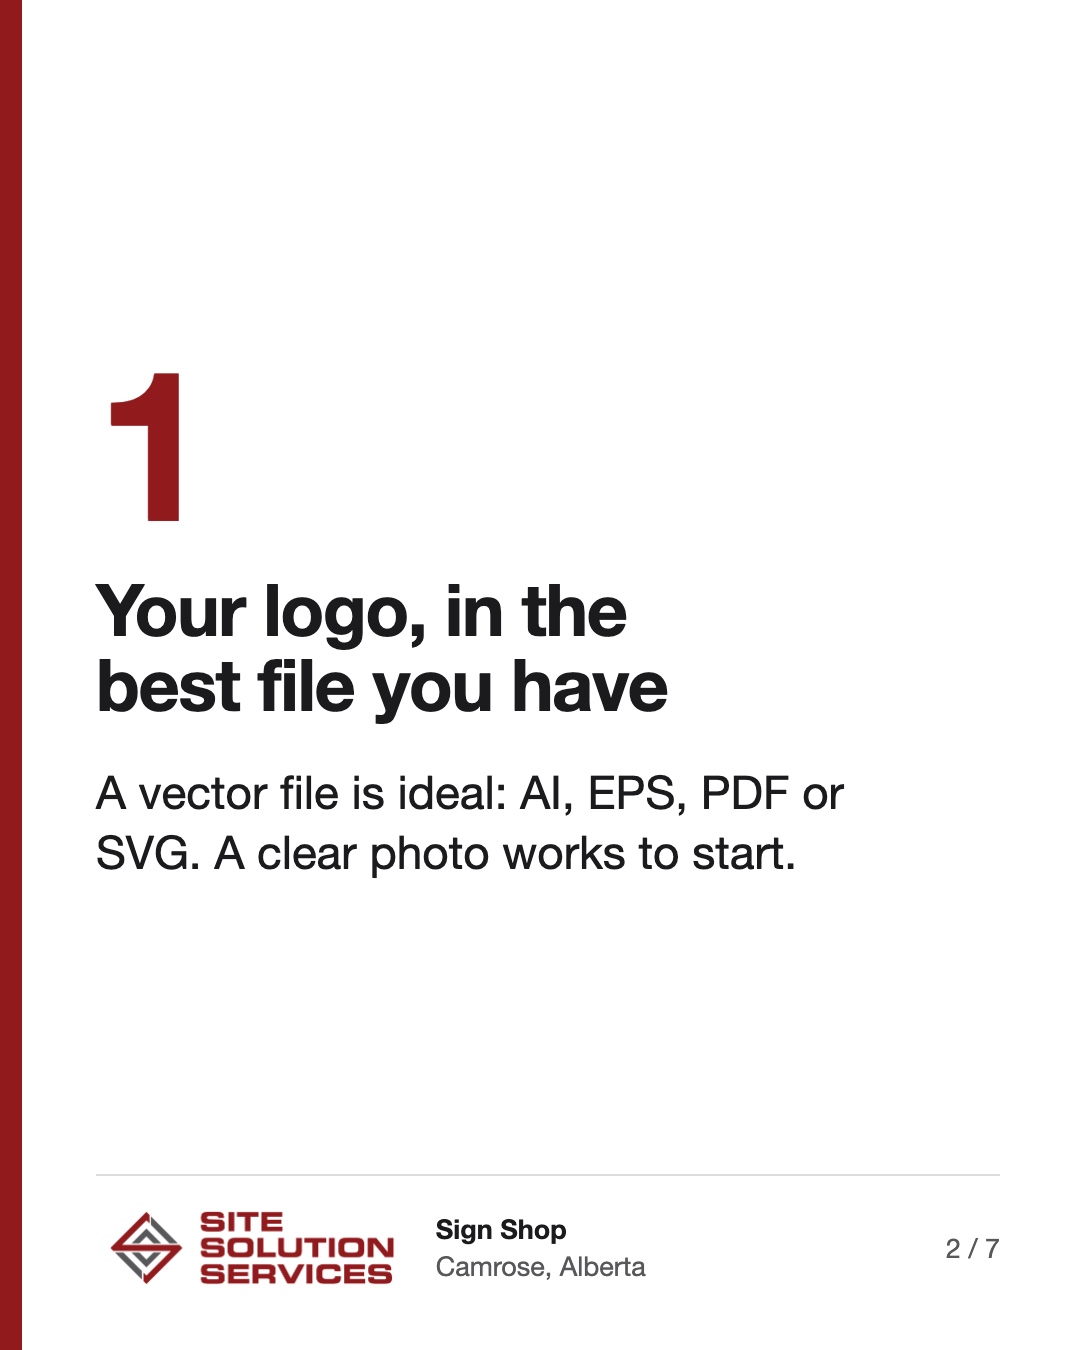 1
Your logo, in the
best file you have
A vector file is ideal: AI, EPS, PDF or
SVG. A clear photo works to start.
SITE
SOLUTION
SERVICES
Sign Shop
Camrose, Alberta
2 / 7